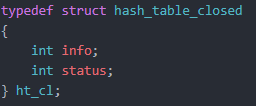 typedef struct hash_table_closed
{
    int info;
    int status;
} ht_cl;